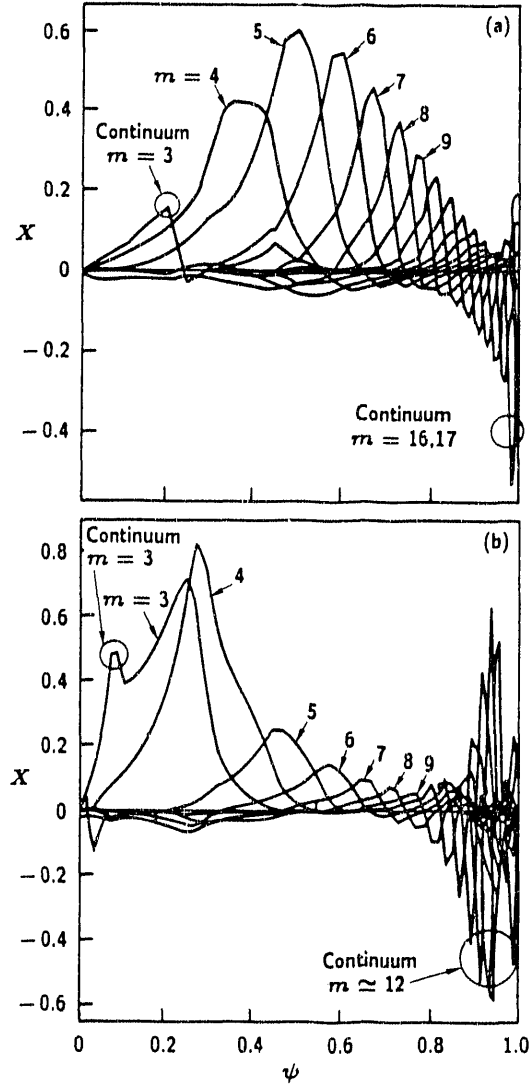 (a)
0.6
0.4
0.2
0
− 0.2
− 0.4
X
5
6
m = 4
7
8
9
Continuum
m = 3
Continuum
m = 16,17
(b)
0.8
0.6
0.4
0.2
0
− 0.2
− 0.4
− 0.6
X
Continuum
m = 3
m = 3
4
5
6
7
8
9
Continuum
m ≃ 12
0
0.2
0.4
0.6
0.8
1.0
ψ